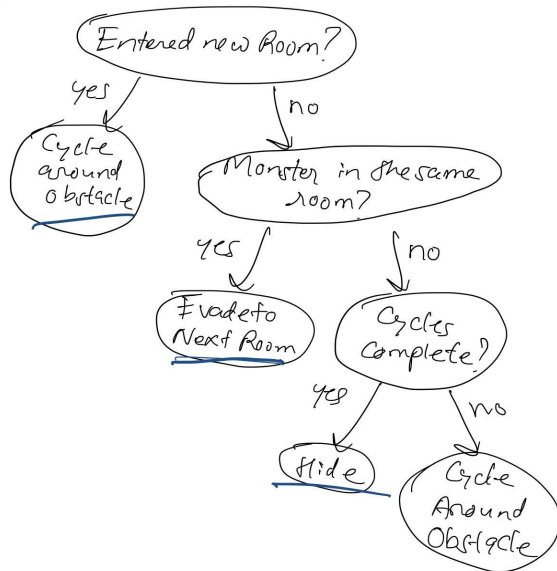 Entered new Room?
yes
no
Cycle
around
obstacle
Monster in the same
room?
yes
no
Evade to
Next Room
Cycles
Complete?
yes
no
Hide
Cycle
Around
Obstacle